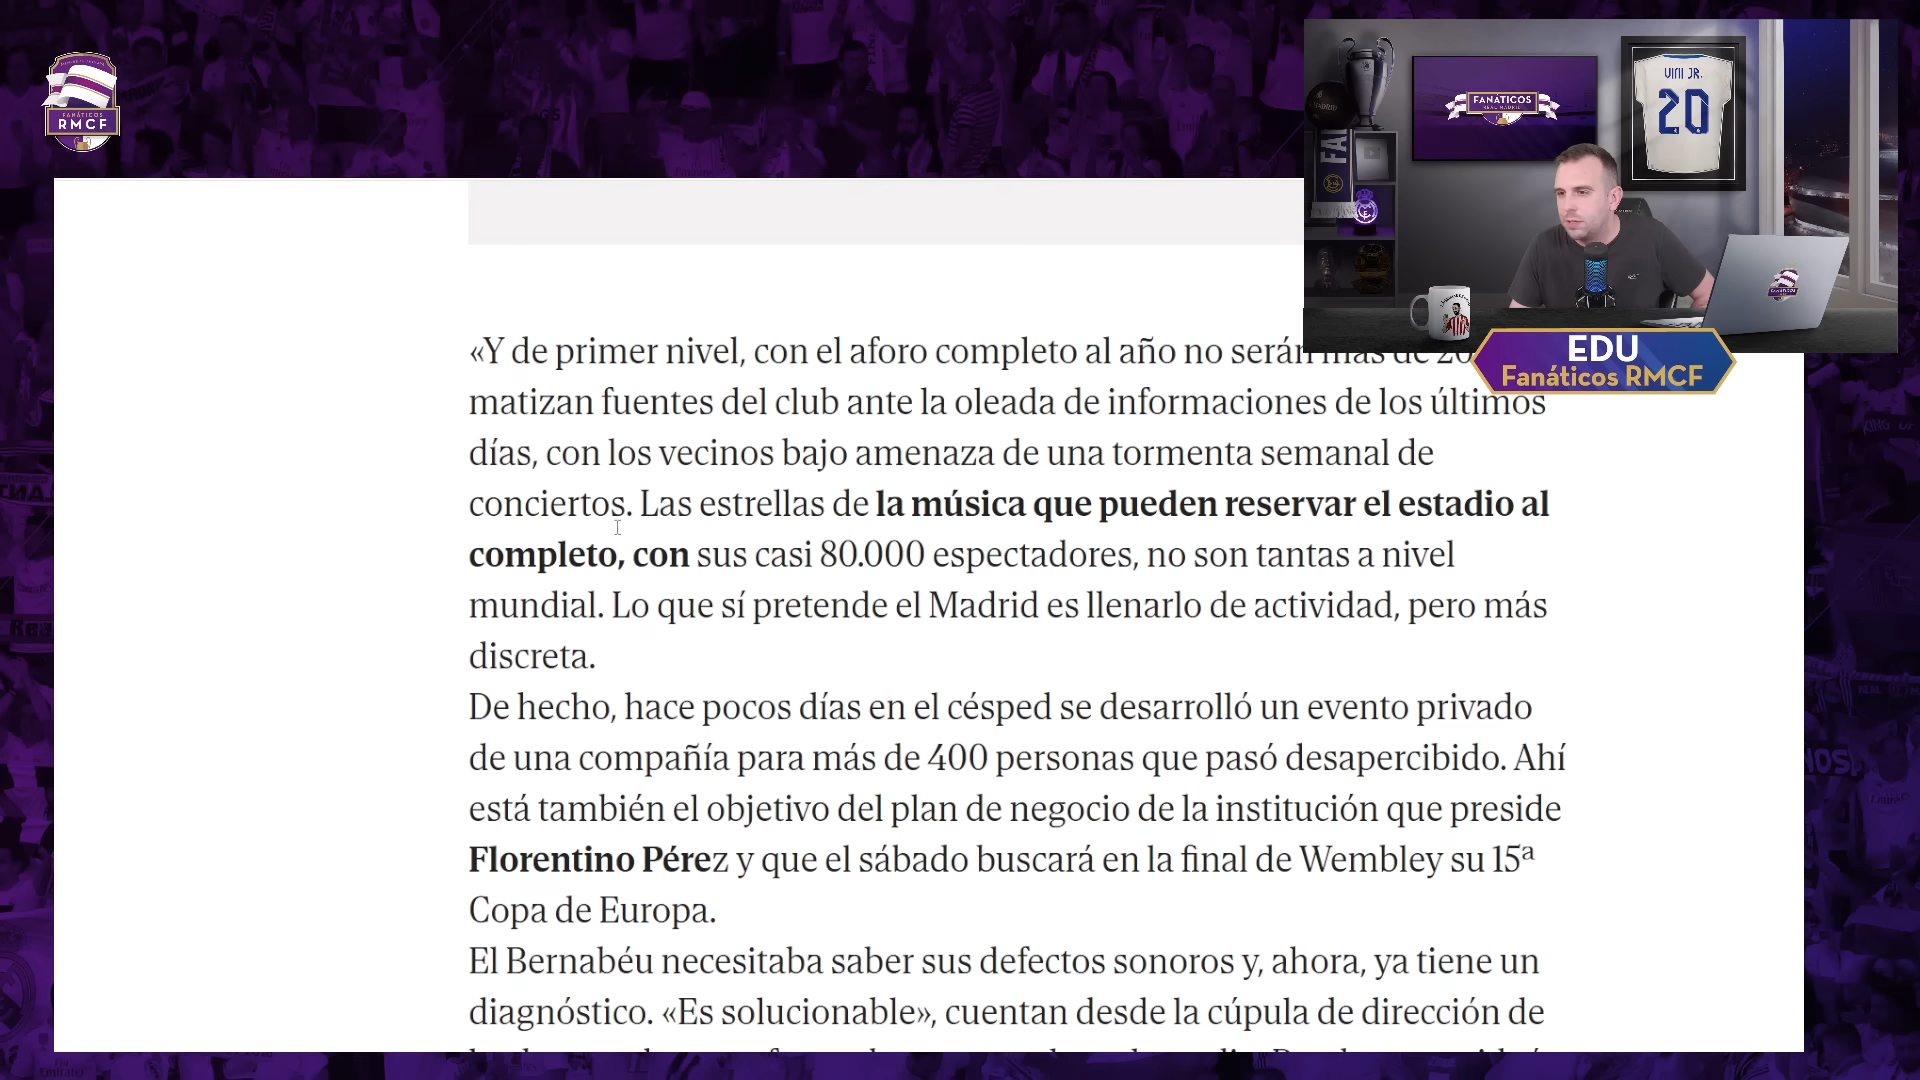 FANÁTICOS
RMCF
FANÁTICOS
REAL MADRID
VINI JR.
20
EDU
Fanáticos RMCF
«Y de primer nivel, con el aforo completo al año no serán más de 20
matizan fuentes del club ante la oleada de informaciones de los últimos
días, con los vecinos bajo amenaza de una tormenta semanal de
conciertos. Las estrellas de la música que pueden reservar el estadio al
completo, con sus casi 80.000 espectadores, no son tantas a nivel
mundial. Lo que sí pretende el Madrid es llenarlo de actividad, pero más
discreta.
De hecho, hace pocos días en el césped se desarrolló un evento privado
de una compañía para más de 400 personas que pasó desapercibido. Ahí
está también el objetivo del plan de negocio de la institución que preside
Florentino Pérez y que el sábado buscará en la final de Wembley su 15ª
Copa de Europa.
El Bernabéu necesitaba saber sus defectos sonoros y, ahora, ya tiene un
diagnóstico. «Es solucionable», cuentan desde la cúpula de dirección de